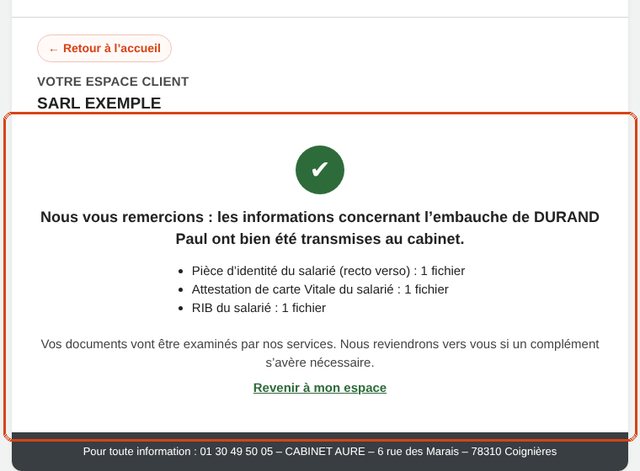 ← Retour à l’accueil
VOTRE ESPACE CLIENT
SARL EXEMPLE
✔
Nous vous remercions : les informations concernant l’embauche de DURAND
Paul ont bien été transmises au cabinet.
• Pièce d’identité du salarié (recto verso) : 1 fichier
• Attestation de carte Vitale du salarié : 1 fichier
• RIB du salarié : 1 fichier
Vos documents vont être examinés par nos services. Nous reviendrons vers vous si un complément
s’avère nécessaire.
Revenir à mon espace
Pour toute information : 01 30 49 50 05 – CABINET AURE – 6 rue des Marais – 78310 Coignières